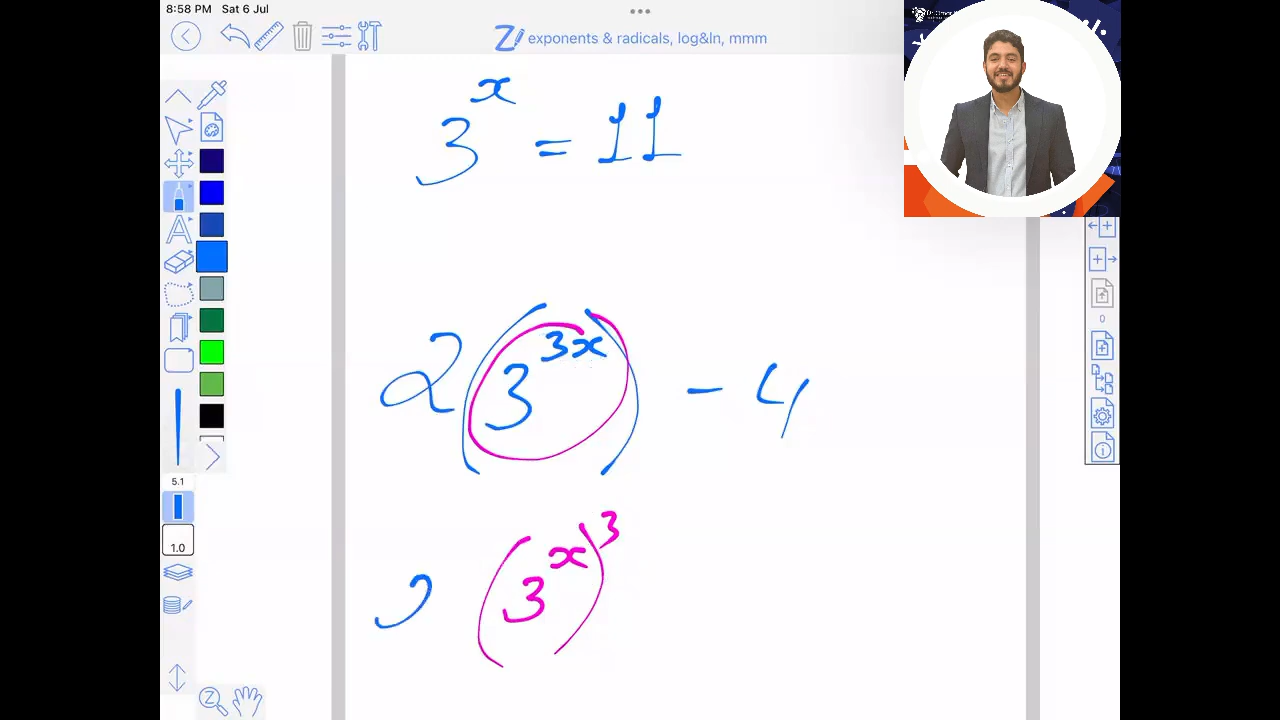 8:58 PM Sat 6 Jul
exponents & radicals, log&ln, mmm
3^x = 11
2(3^3x) - 4
(3^x)^3
5.1
1.0
0